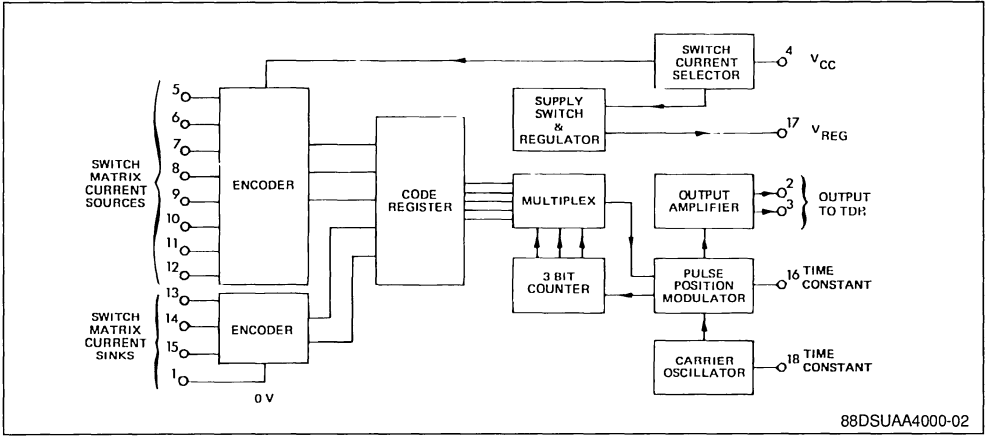 SWITCH
CURRENT
SELECTOR
4
V CC
SUPPLY
SWITCH
&
REGULATOR
17
V REG
SWITCH
MATRIX
CURRENT
SOURCES
5
6
7
8
9
10
11
12
ENCODER
CODE
REGISTER
MULTIPLEX
OUTPUT
AMPLIFIER
2
3
OUTPUT
TO TDR
3 BIT
COUNTER
PULSE
POSITION
MODULATOR
16 TIME
CONSTANT
SWITCH
MATRIX
CURRENT
SINKS
13
14
15
1
ENCODER
0 V
CARRIER
OSCILLATOR
18 TIME
CONSTANT
88DSUAA4000-02